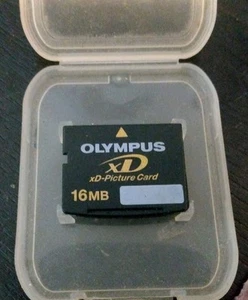 OLYMPUS
xD
xD-Picture Card
16MB